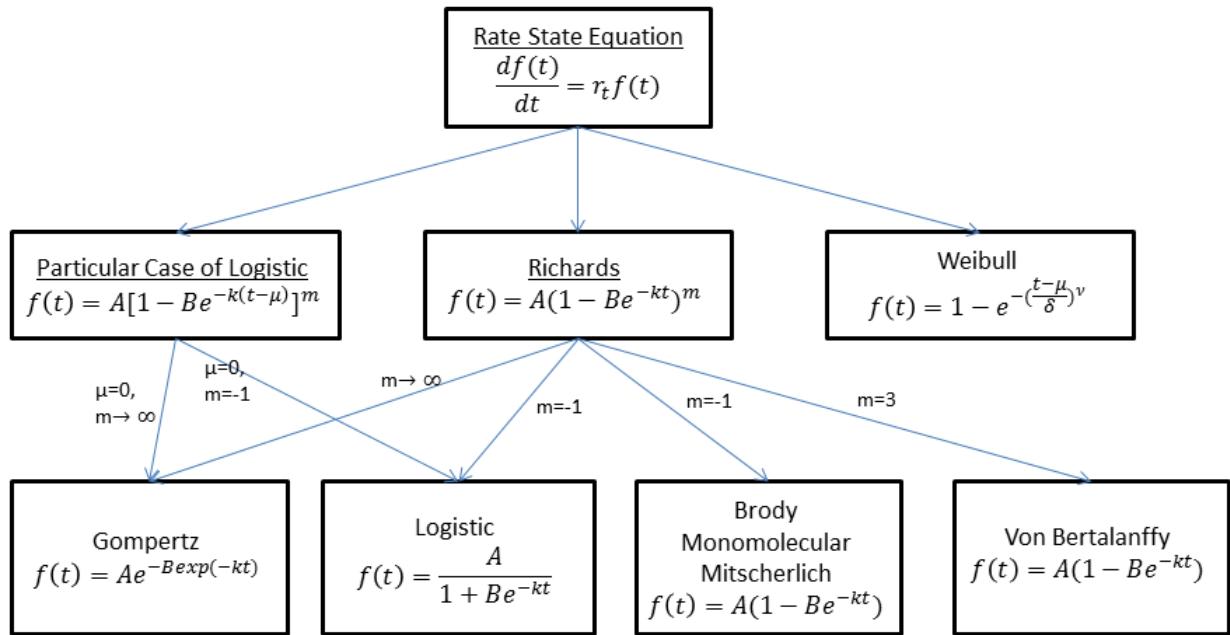 Rate State Equation
df(t)/dt = r_t f(t)
Particular Case of Logistic
f(t) = A[1 − Be^{−k(t−μ)}]^m
Richards
f(t) = A(1 − Be^{−kt})^m
Weibull
f(t) = 1 − e^{−((t−μ)/δ)^ν}
μ=0,
m→ ∞
μ=0,
m=-1
m→ ∞
m=-1
m=-1
m=3
Gompertz
f(t) = Ae^{−Bexp(−kt)}
Logistic
f(t) = A/(1 + Be^{−kt})
Brody
Monomolecular
Mitscherlich
f(t) = A(1 − Be^{−kt})
Von Bertalanffy
f(t) = A(1 − Be^{−kt})